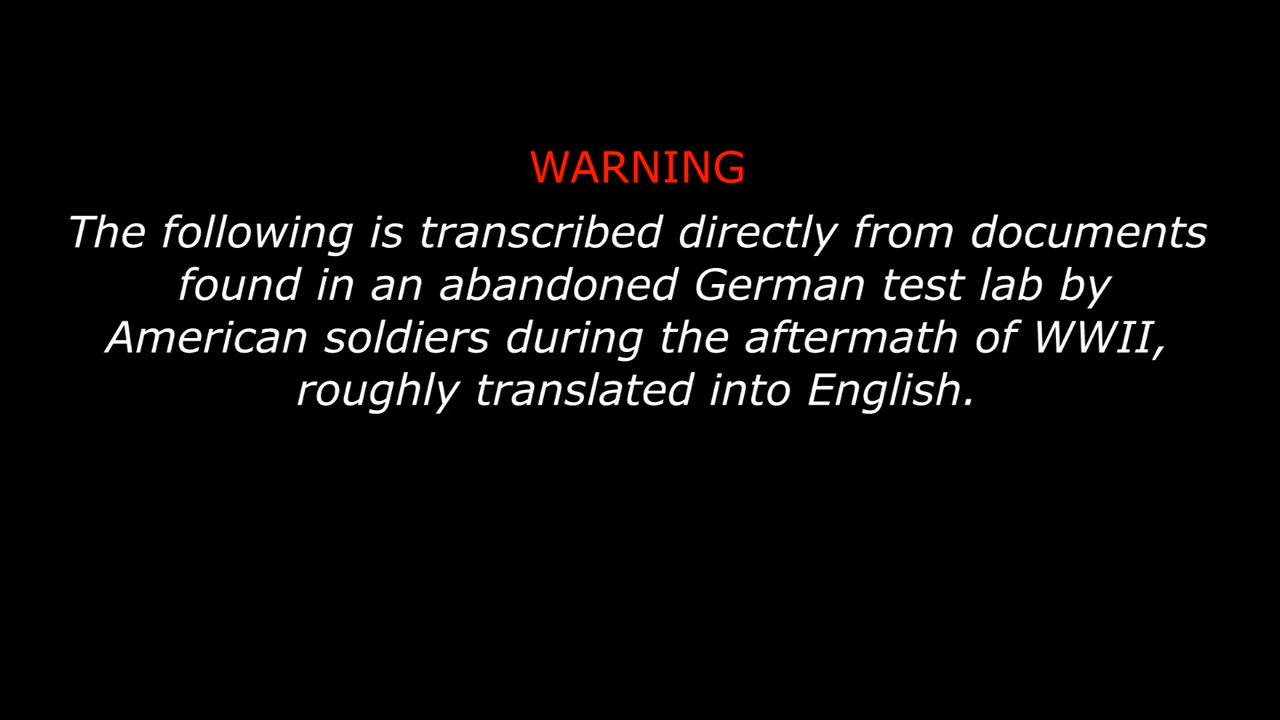 WARNING
The following is transcribed directly from documents
found in an abandoned German test lab by
American soldiers during the aftermath of WWII,
roughly translated into English.